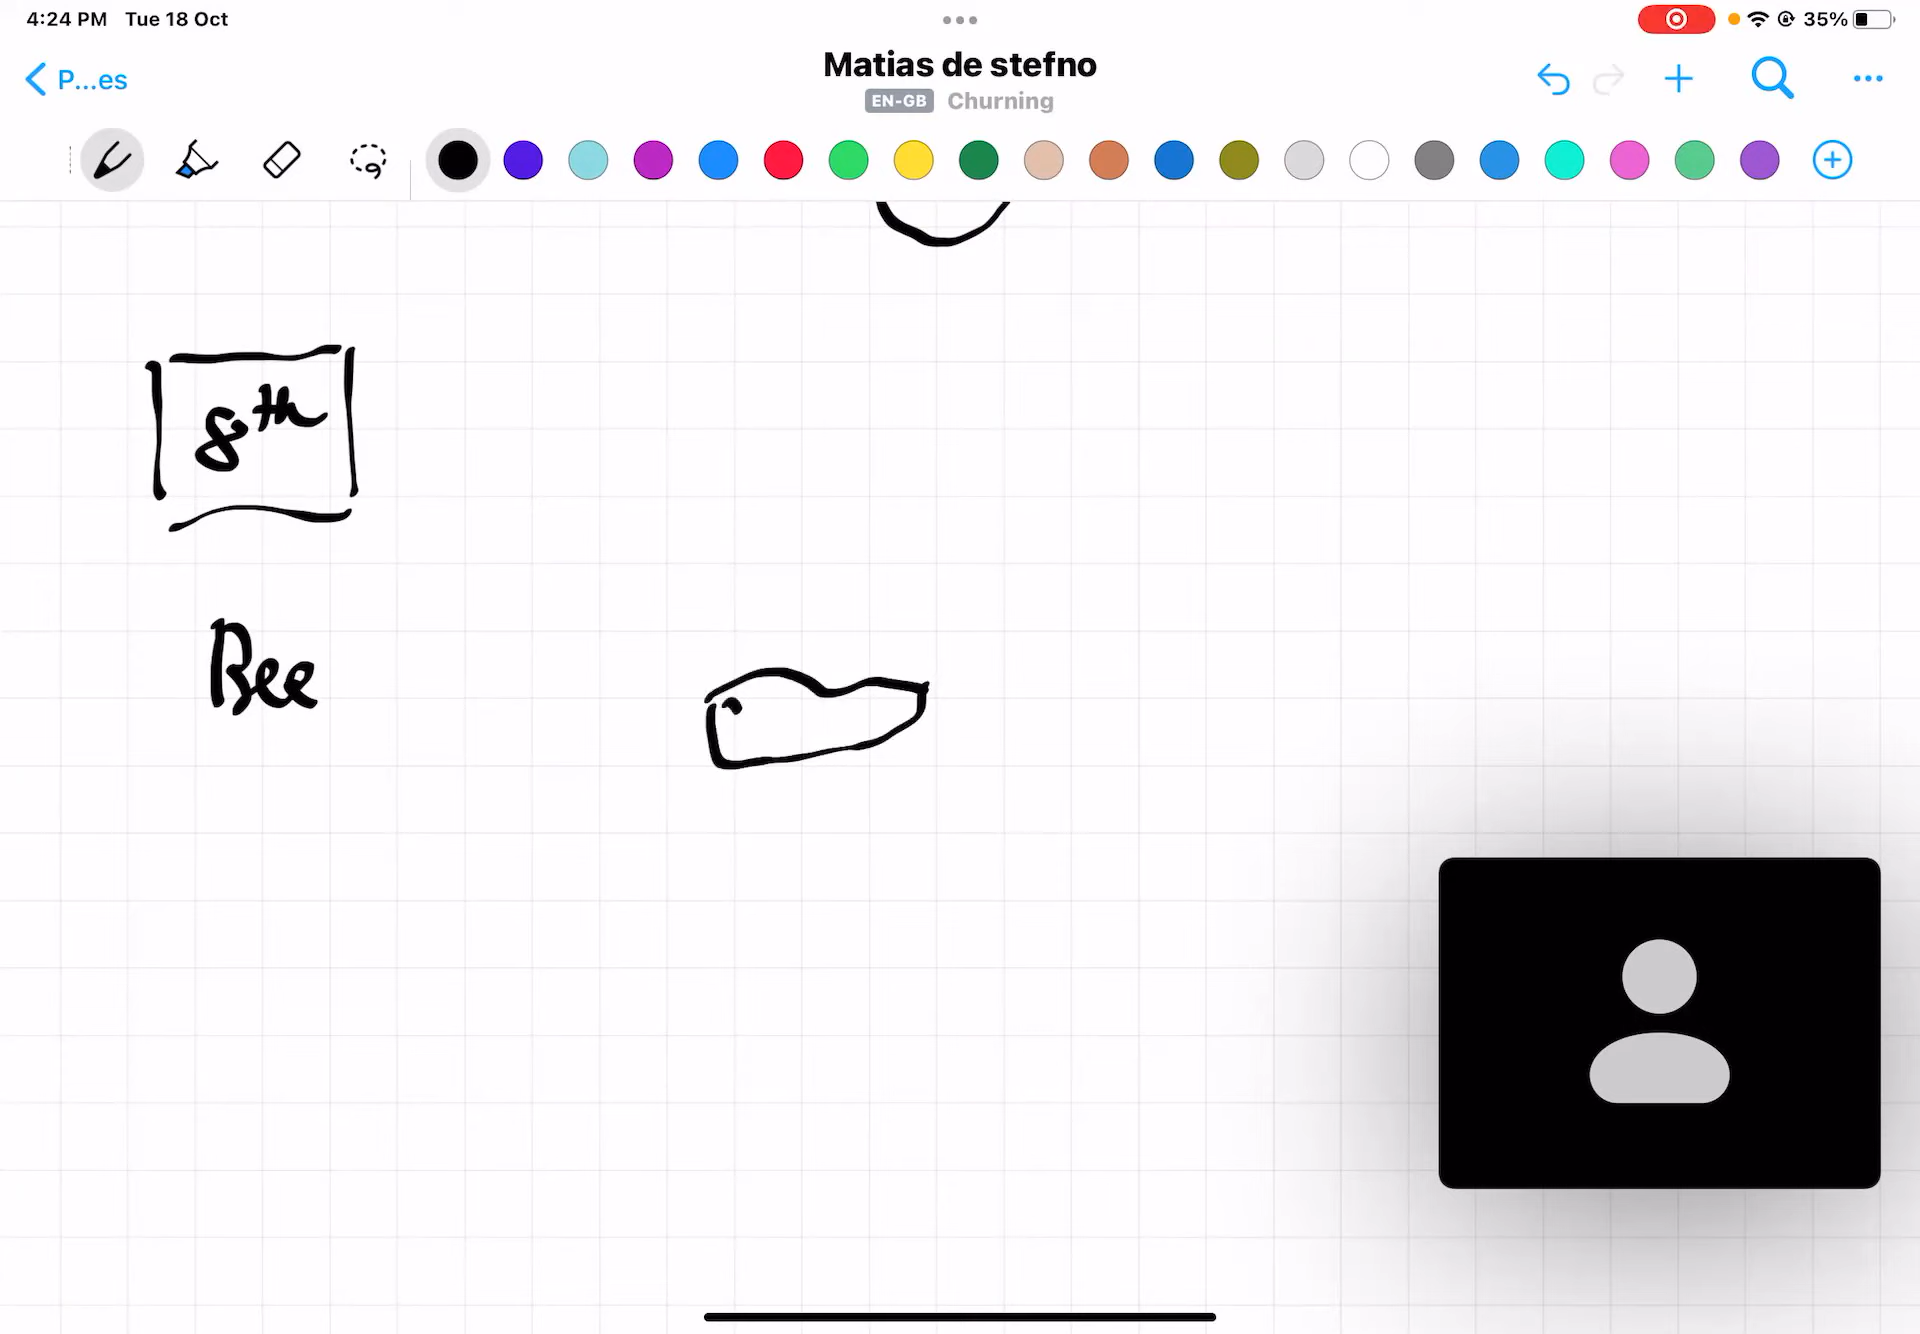 4:24 PM Tue 18 Oct
35%
P...es
Matias de stefno
EN-GB Churning
8th
Bee